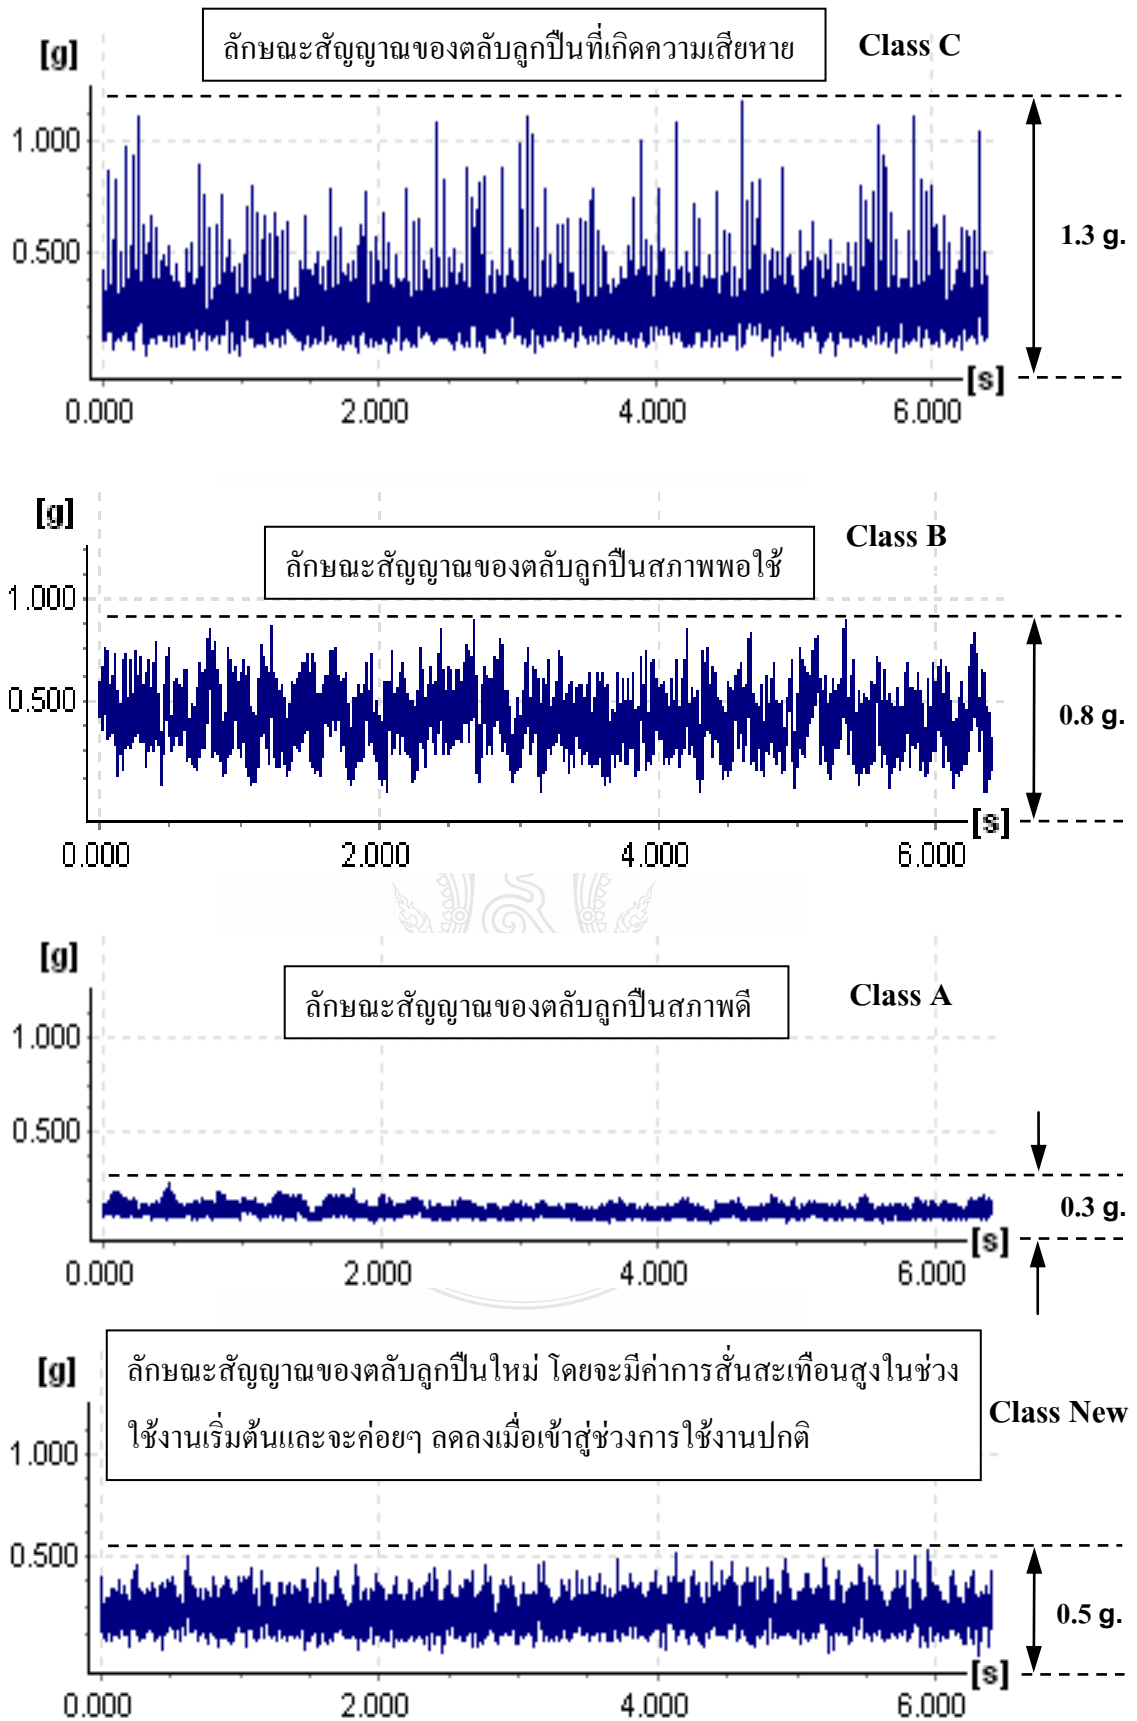 ลักษณะสัญญาณของตลับลูกปืนที่เกิดความเสียหาย
Class C
[g]
1.000
0.500
1.3 g.
[s]
0.000 2.000 4.000 6.000
[g]
Class B
ลักษณะสัญญาณของตลับลูกปืนสภาพพอใช้
1.000
0.500
0.8 g.
[s]
0.000 2.000 4.000 6.000
[g]
ลักษณะสัญญาณของตลับลูกปืนสภาพดี
Class A
1.000
0.500
0.3 g.
[s]
0.000 2.000 4.000 6.000
[g]
ลักษณะสัญญาณของตลับลูกปืนใหม่ โดยจะมีค่าการสั่นสะเทือนสูงในช่วง
ใช้งานเริ่มต้นและจะค่อยๆ ลดลงเมื่อเข้าสู่ช่วงการใช้งานปกติ
Class New
1.000
0.500
0.5 g.
[s]
0.000 2.000 4.000 6.000